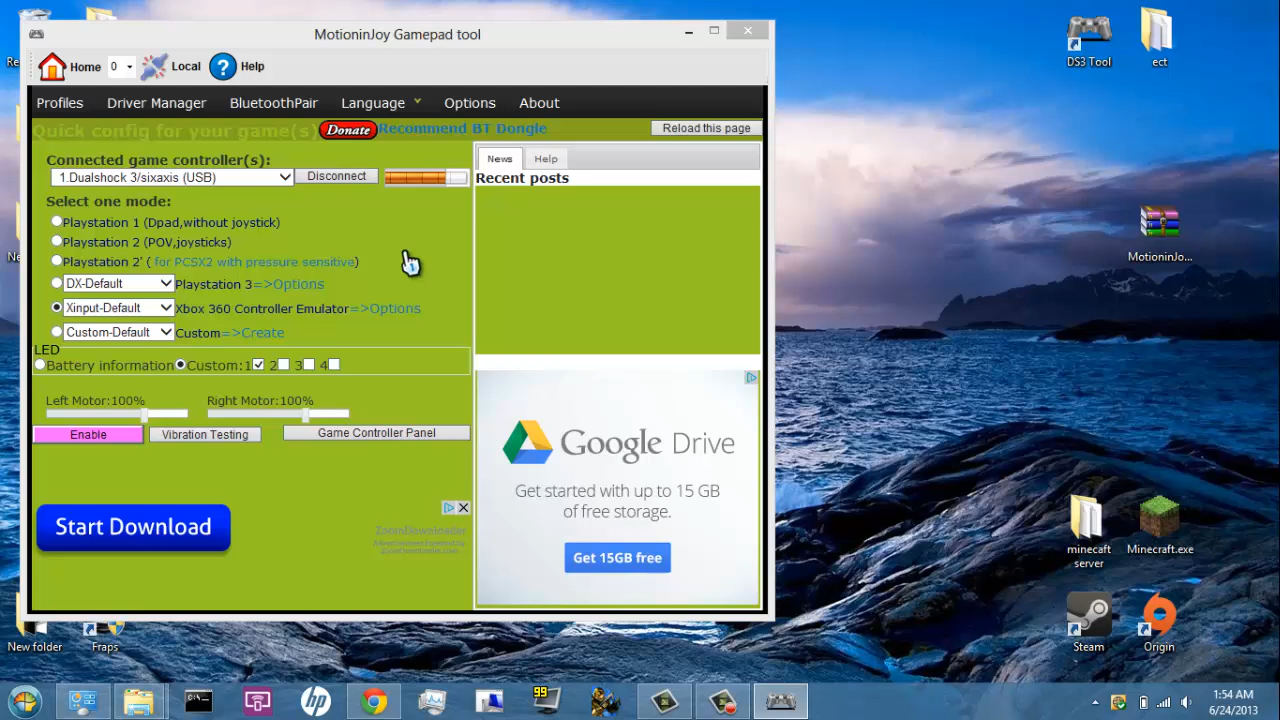 MotioninJoy Gamepad tool
Home 0 Local Help
Profiles Driver Manager BluetoothPair Language Options About
Quick config for your game(s) Donate Recommend BT Dongle Reload this page
Connected game controller(s):
1.Dualshock 3/sixaxis (USB) Disconnect
Select one mode:
Playstation 1 (Dpad,without joystick)
Playstation 2 (POV,joysticks)
Playstation 2' ( for PCSX2 with pressure sensitive)
DX-Default Playstation 3=>Options
Xinput-Default Xbox 360 Controller Emulator=>Options
Custom-Default Custom=>Create
LED
Battery information Custom:1 2 3 4
Left Motor:100% Right Motor:100%
Enable Vibration Testing Game Controller Panel
Start Download
ZoomDownloader
News Help
Recent posts
Google Drive
Get started with up to 15 GB
of free storage.
Get 15GB free
DS3 Tool
ect
MotioninJo...
minecaft
server
Minecraft.exe
Steam
Origin
New folder
Fraps
hp
99
1:54 AM
6/24/2013